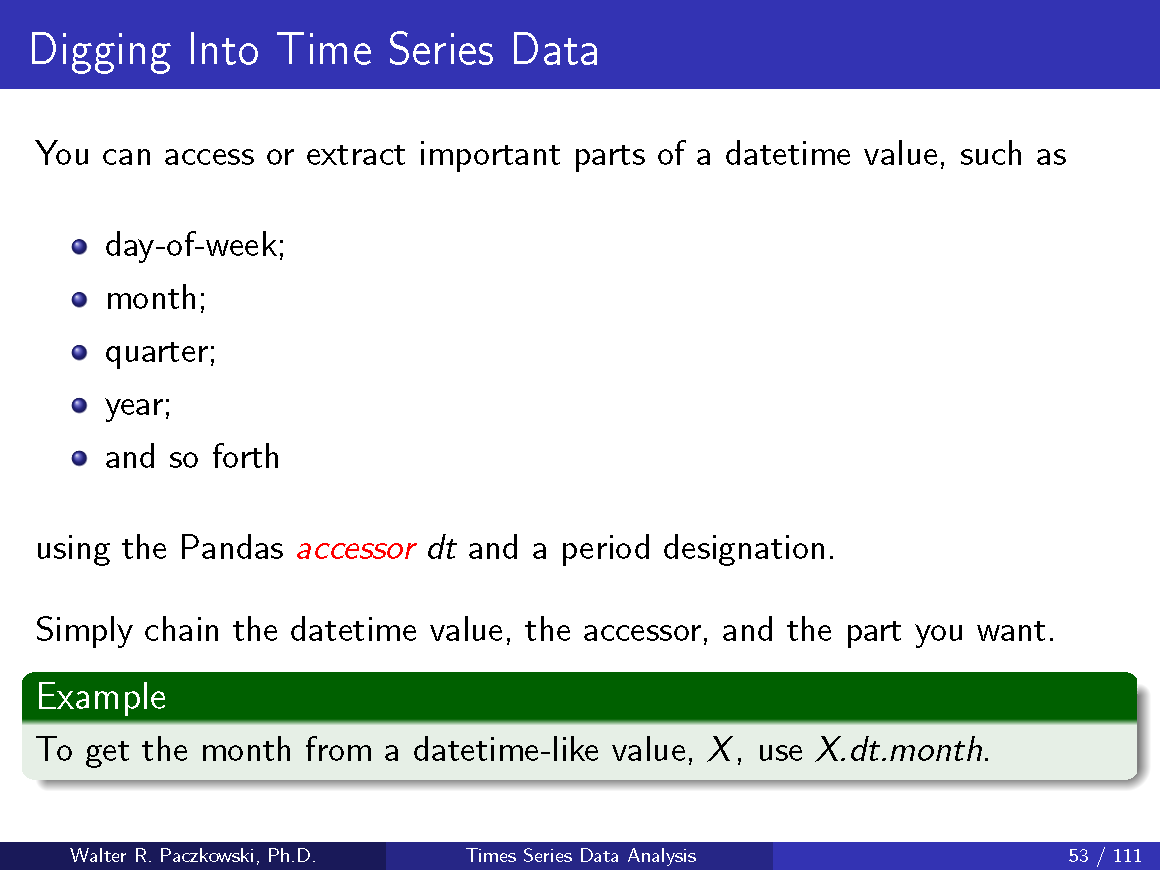 Digging Into Time Series Data
You can access or extract important parts of a datetime value, such as
day-of-week;
month;
quarter;
year;
and so forth
using the Pandas accessor dt and a period designation.
Simply chain the datetime value, the accessor, and the part you want.
Example
To get the month from a datetime-like value, X, use X.dt.month.
Walter R. Paczkowski, Ph.D.
Times Series Data Analysis
53 / 111